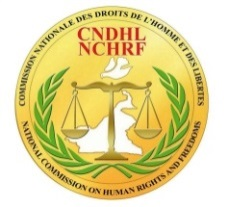 COMMISSION NATIONALE DES DROITS DE L'HOMME ET DES LIBERTES
CNDHL
NCHRF
NATIONAL COMMISSION ON HUMAN RIGHTS AND FREEDOMS